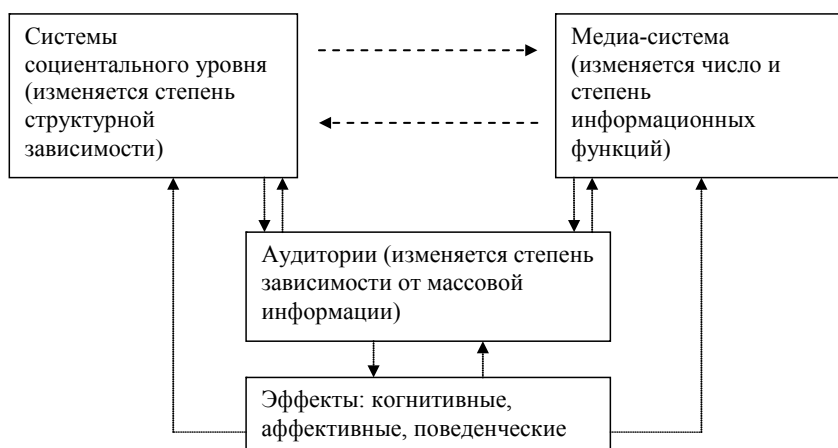 Системы
социентального уровня
(изменяется степень
структурной
зависимости)
Медиа-система
(изменяется число и
степень
информационных
функций)
Аудитории (изменяется степень
зависимости от массовой
информации)
Эффекты: когнитивные,
аффективные, поведенческие